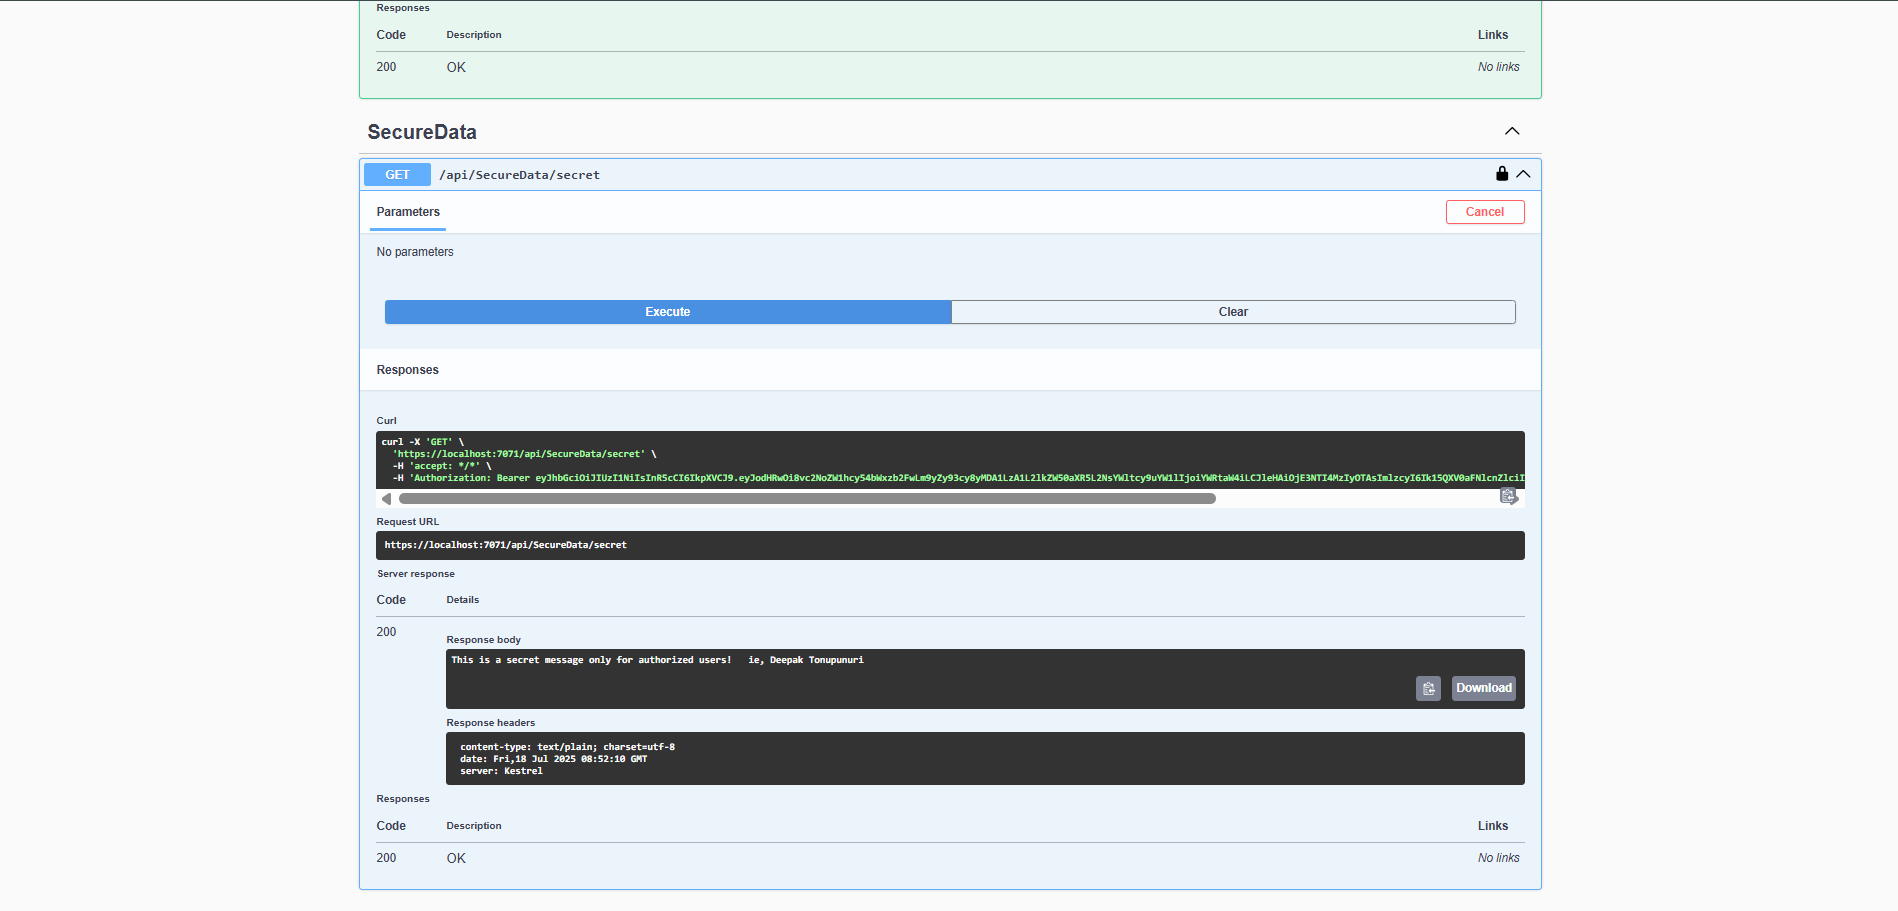 Responses
Code Description Links
200 OK No links
SecureData
GET /api/SecureData/secret
Parameters Cancel
No parameters
Execute Clear
Responses
Curl
curl -X 'GET' \
'https://localhost:7071/api/SecureData/secret' \
-H 'accept: */*' \
-H 'Authorization: Bearer
Request URL
https://localhost:7071/api/SecureData/secret
Server response
Code Details
200
Response body
This is a secret message only for authorized users! ie, Deepak Tonupunuri
Download
Response headers
content-type: text/plain; charset=utf-8
date: Fri,18 Jul 2025 08:52:10 GMT
server: Kestrel
Responses
Code Description Links
200 OK No links